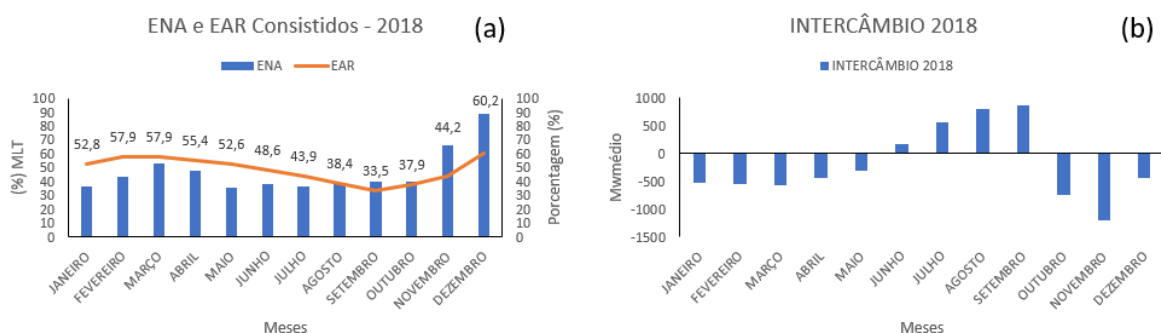 ENA e EAR Consistidos - 2018
(a)
ENA
EAR
(%) MLT
100
90
80
70
60
50
40
30
20
10
0
52,8
57,9
57,9
55,4
52,6
48,6
43,9
38,4
33,5
37,9
44,2
60,2
100
90
80
70
60
50
40
30
20
10
0
Porcentagem (%)
JANEIRO
FEVEREIRO
MARÇO
ABRIL
MAIO
JUNHO
JULHO
AGOSTO
SETEMBRO
OUTUBRO
NOVEMBRO
DEZEMBRO
Meses
INTERCÂMBIO 2018
(b)
INTERCÂMBIO 2018
Mwmédio
1000
500
0
-500
-1000
-1500
JANEIRO
FEVEREIRO
MARÇO
ABRIL
MAIO
JUNHO
JULHO
AGOSTO
SETEMBRO
OUTUBRO
NOVEMBRO
DEZEMBRO
Meses